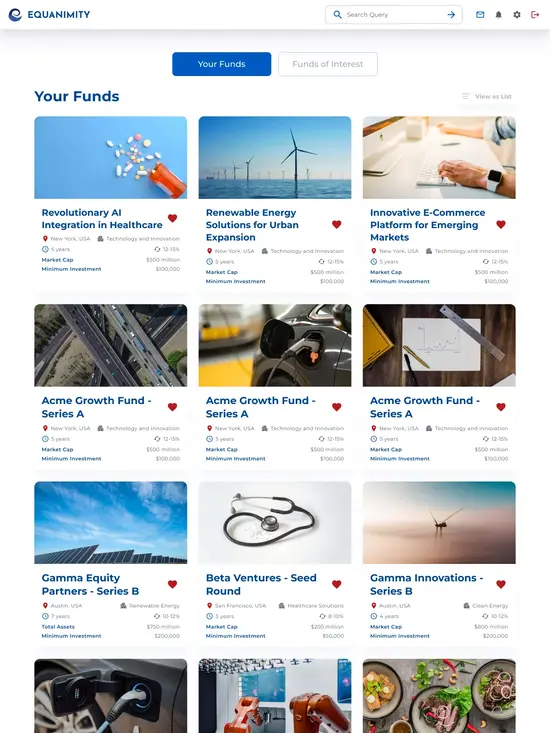 EQUANIMITY
Search Query
Your Funds
Funds of Interest
Your Funds
View as List
Revolutionary AI
Integration in Healthcare
New York, USA
Technology and Innovation
5 years
12-15%
Market Cap
$500 million
Minimum Investment
$100,000
Renewable Energy
Solutions for Urban
Expansion
New York, USA
Technology and Innovation
5 years
12-15%
Market Cap
$500 million
Minimum Investment
$100,000
Innovative E-Commerce
Platform for Emerging
Markets
New York, USA
Technology and Innovation
5 years
12-15%
Market Cap
$500 million
Minimum Investment
$100,000
Acme Growth Fund -
Series A
New York, USA
Technology and Innovation
5 years
12-15%
Market Cap
$500 million
Minimum Investment
$100,000
Acme Growth Fund -
Series A
New York, USA
Technology and Innovation
5 years
12-15%
Market Cap
$500 million
Minimum Investment
$100,000
Acme Growth Fund -
Series A
New York, USA
Technology and Innovation
5 years
12-15%
Market Cap
$500 million
Minimum Investment
$100,000
Gamma Equity
Partners - Series B
Austin, USA
Renewable Energy
7 years
10-12%
Total Assets
$750 million
Minimum Investment
$200,000
Beta Ventures - Seed
Round
San Francisco, USA
Healthcare Solutions
3 years
8-10%
Market Cap
$250 million
Minimum Investment
$50,000
Gamma Innovations -
Series B
Austin, USA
Clean Energy
4 years
10-12%
Market Cap
$800 million
Minimum Investment
$200,000